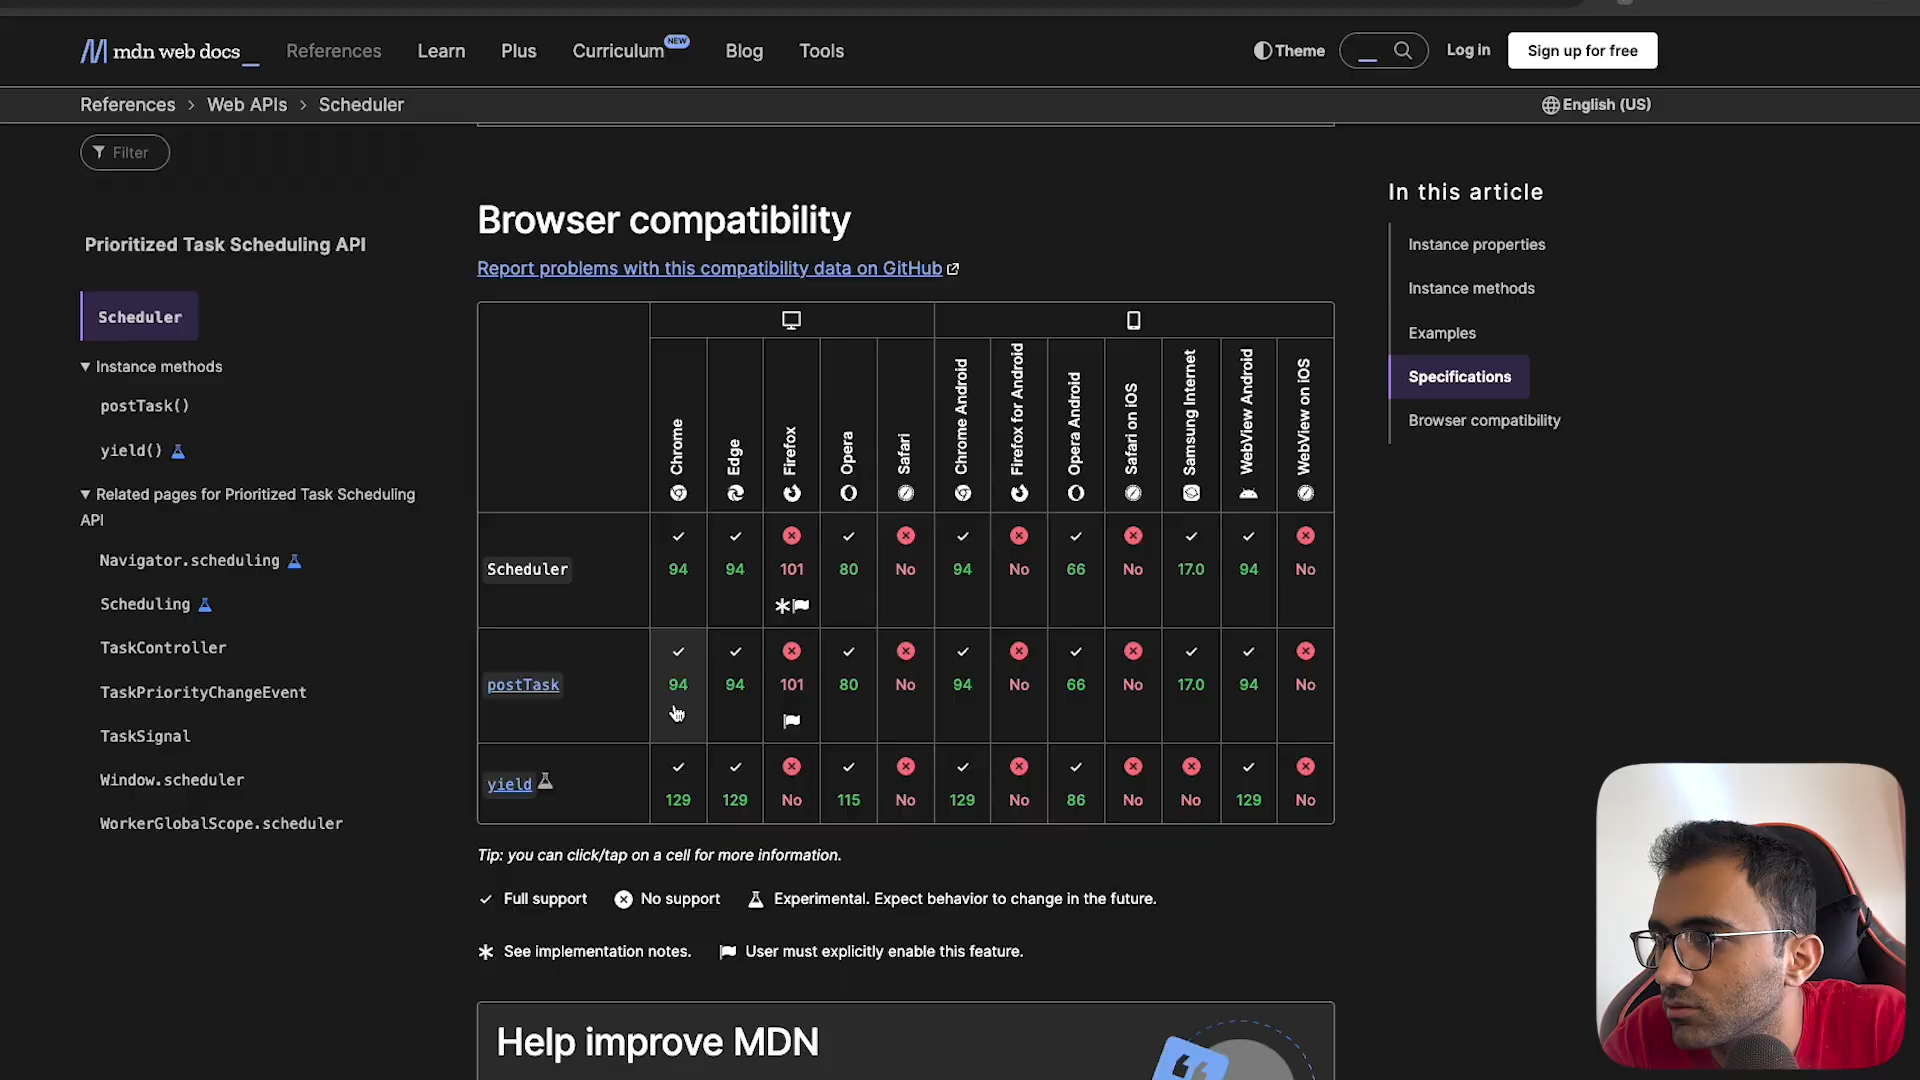 mdn web docs_
References
Learn
Plus
Curriculum NEW
Blog
Tools
Theme
Log in
Sign up for free
References > Web APIs > Scheduler
English (US)
Filter
Prioritized Task Scheduling API
Scheduler
Instance methods
postTask()
yield()
Related pages for Prioritized Task Scheduling
API
Navigator.scheduling
Scheduling
TaskController
TaskPriorityChangeEvent
TaskSignal
Window.scheduler
WorkerGlobalScope.scheduler
Browser compatibility
Report problems with this compatibility data on GitHub
Chrome
Edge
Firefox
Opera
Safari
Chrome Android
Firefox for Android
Opera Android
Safari on iOS
Samsung Internet
WebView Android
WebView on iOS
Scheduler 94 94 101 80 No 94 No 66 No 17.0 94 No
postTask 94 94 101 80 No 94 No 66 No 17.0 94 No
yield 129 129 No 115 No 129 No 86 No No 129 No
Tip: you can click/tap on a cell for more information.
Full support
No support
Experimental. Expect behavior to change in the future.
See implementation notes.
User must explicitly enable this feature.
Help improve MDN
In this article
Instance properties
Instance methods
Examples
Specifications
Browser compatibility